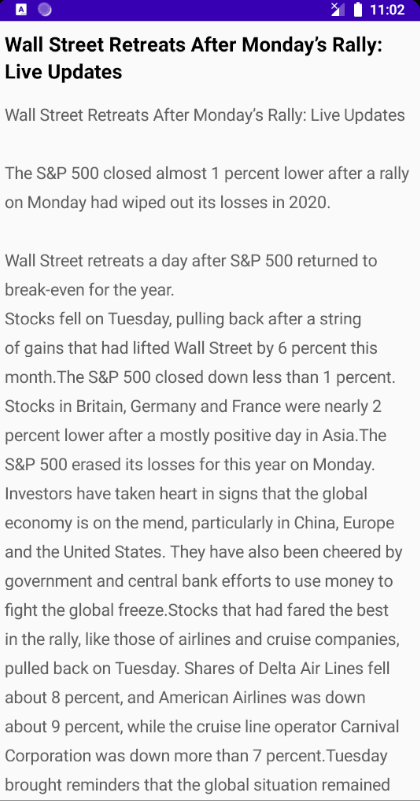 A
11:02
Wall Street Retreats After Monday’s Rally:
Live Updates
Wall Street Retreats After Monday’s Rally: Live Updates
The S&P 500 closed almost 1 percent lower after a rally
on Monday had wiped out its losses in 2020.
Wall Street retreats a day after S&P 500 returned to
break-even for the year.
Stocks fell on Tuesday, pulling back after a string
of gains that had lifted Wall Street by 6 percent this
month.The S&P 500 closed down less than 1 percent.
Stocks in Britain, Germany and France were nearly 2
percent lower after a mostly positive day in Asia.The
S&P 500 erased its losses for this year on Monday.
Investors have taken heart in signs that the global
economy is on the mend, particularly in China, Europe
and the United States. They have also been cheered by
government and central bank efforts to use money to
fight the global freeze.Stocks that had fared the best
in the rally, like those of airlines and cruise companies,
pulled back on Tuesday. Shares of Delta Air Lines fell
about 8 percent, and American Airlines was down
about 9 percent, while the cruise line operator Carnival
Corporation was down more than 7 percent.Tuesday
brought reminders that the global situation remained